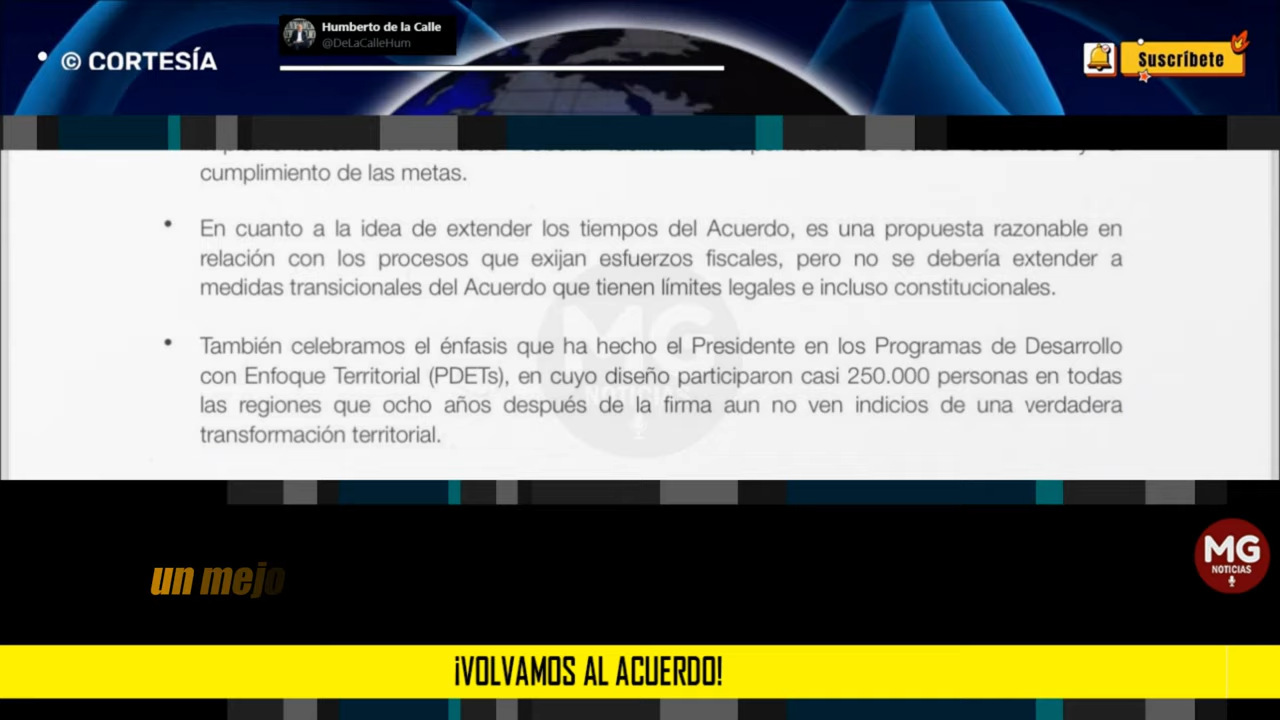 Humberto de la Calle
@DeLaCalleHum
© CORTESÍA
Suscríbete
cumplimiento de las metas.
• En cuanto a la idea de extender los tiempos del Acuerdo, es una propuesta razonable en
relación con los procesos que exijan esfuerzos fiscales, pero no se debería extender a
medidas transicionales del Acuerdo que tienen límites legales e incluso constitucionales.
• También celebramos el énfasis que ha hecho el Presidente en los Programas de Desarrollo
con Enfoque Territorial (PDETs), en cuyo diseño participaron casi 250.000 personas en todas
las regiones que ocho años después de la firma aun no ven indicios de una verdadera
transformación territorial.
MG
NOTICIAS
un mejo
MG
NOTICIAS
¡VOLVAMOS AL ACUERDO!